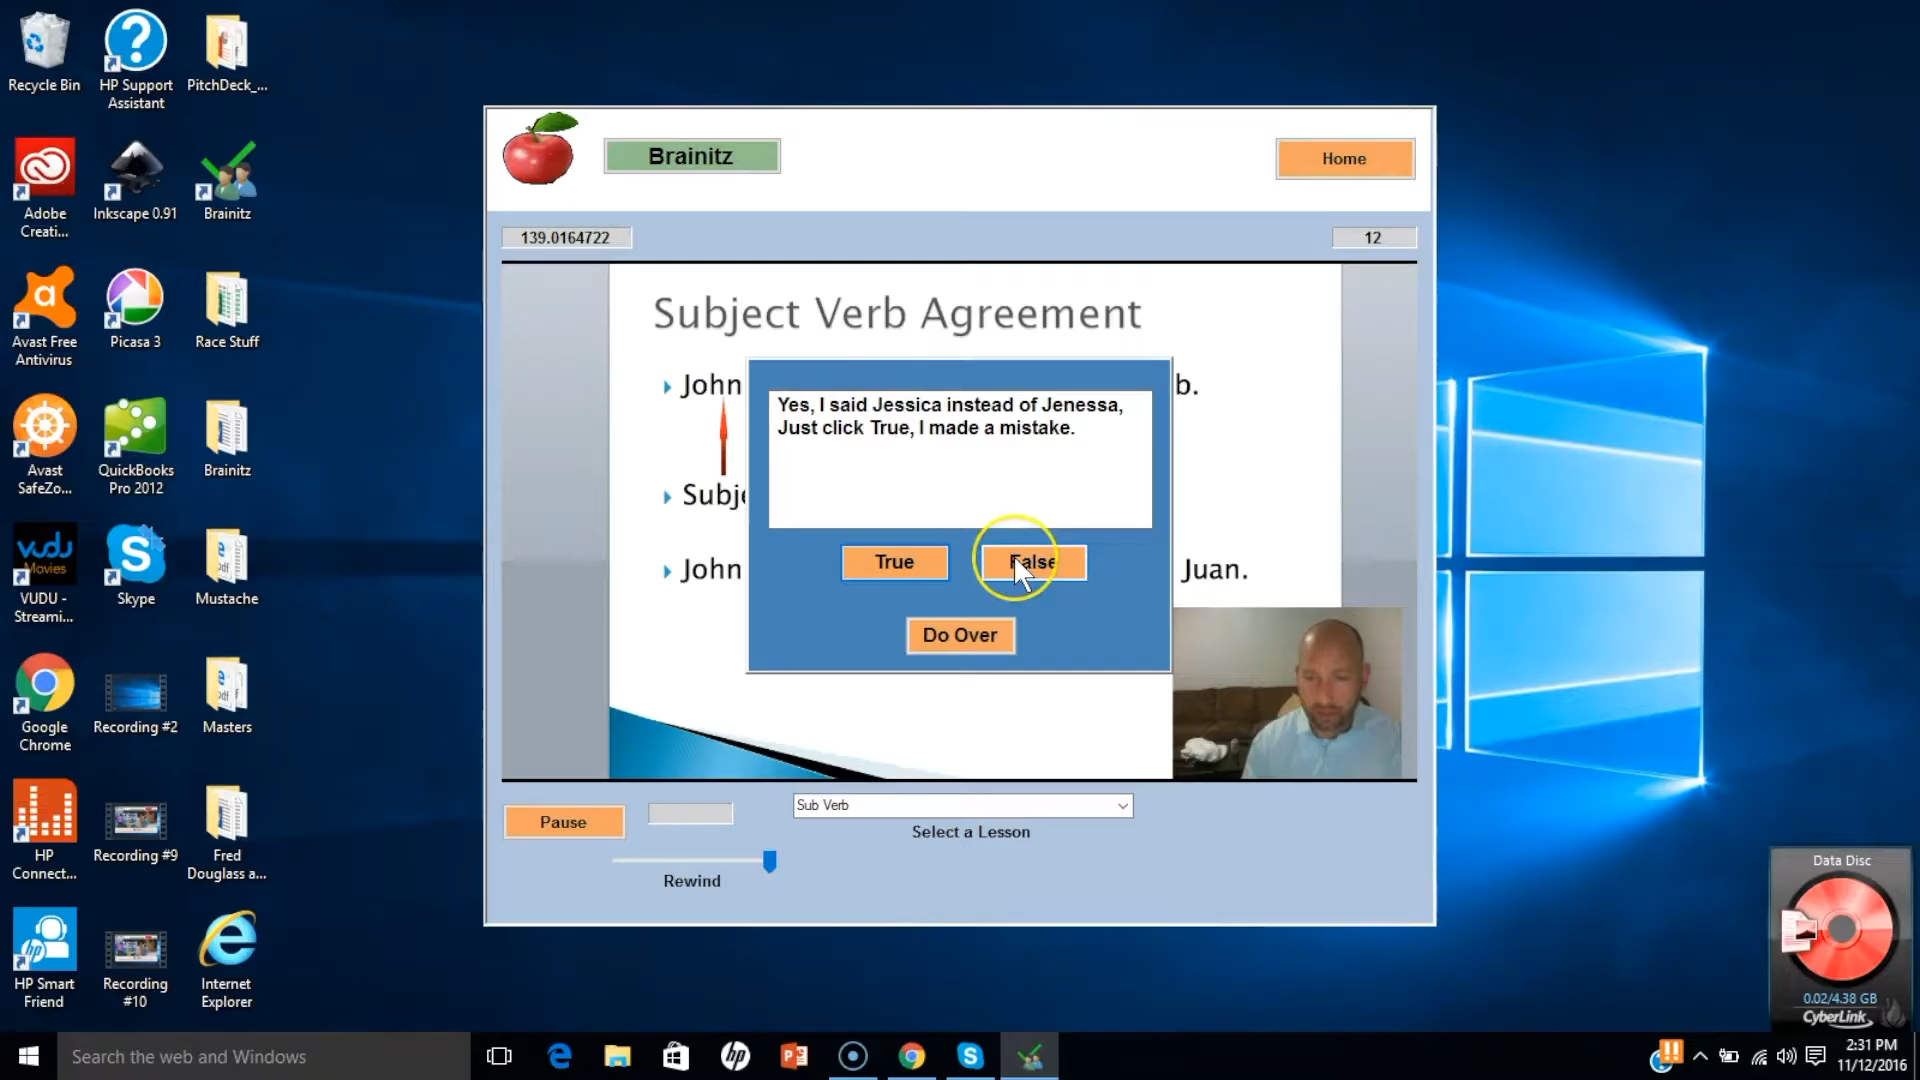 Recycle Bin
HP Support
Assistant
PitchDeck_...
Adobe
Creati...
Inkscape 0.91
Brainitz
Avast Free
Antivirus
Picasa 3
Race Stuff
Avast
SafeZo...
QuickBooks
Pro 2012
Brainitz
vudu
Movies
VUDU -
Streami...
Skype
Mustache
Google
Chrome
Recording #2
Masters
HP
Connect...
Recording #9
Fred
Douglass a...
HP Smart
Friend
Recording
#10
Internet
Explorer
Brainitz
Home
139.0164722
12
Subject Verb Agreement
John
b.
Yes, I said Jessica instead of Jenessa,
Just click True, I made a mistake.
Subje
True
False
John
Juan.
Do Over
Pause
Sub Verb
Select a Lesson
Rewind
Data Disc
0.02/4.38 GB
CyberLink
Search the web and Windows
2:31 PM
11/12/2016